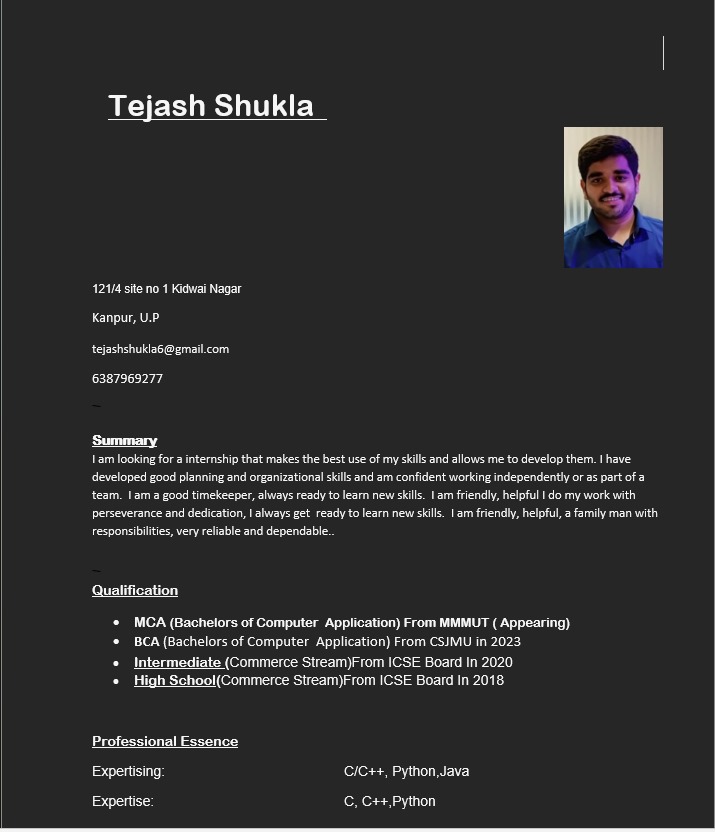 Tejash Shukla
121/4 site no 1 Kidwai Nagar
Kanpur, U.P
tejashshukla6@gmail.com
6387969277
Summary
I am looking for a internship that makes the best use of my skills and allows me to develop them. I have
developed good planning and organizational skills and am confident working independently or as part of a
team.  I am a good timekeeper, always ready to learn new skills.  I am friendly, helpful I do my work with
perseverance and dedication, I always get  ready to learn new skills.  I am friendly, helpful, a family man with
responsibilities, very reliable and dependable..
Qualification
• MCA (Bachelors of Computer  Application) From MMMUT ( Appearing)
• BCA (Bachelors of Computer  Application) From CSJMU in 2023
• Intermediate (Commerce Stream)From ICSE Board In 2020
• High School(Commerce Stream)From ICSE Board In 2018
Professional Essence
Expertising: C/C++, Python,Java
Expertise: C, C++,Python